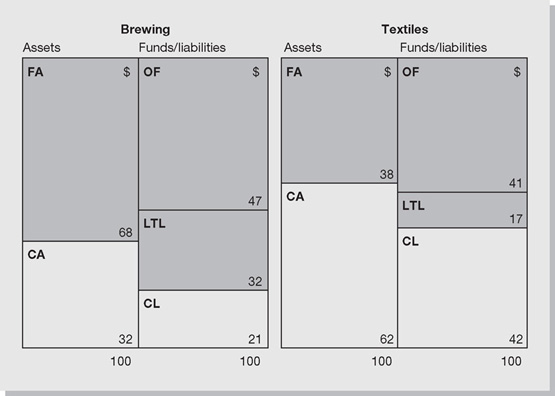 Brewing
Assets Funds/liabilities
FA $ OF $
47
LTL
68
CA
32
CL
32 21
100 100
Textiles
Assets Funds/liabilities
FA $ OF $
38
41
CA
LTL
17
CL
62 42
100 100